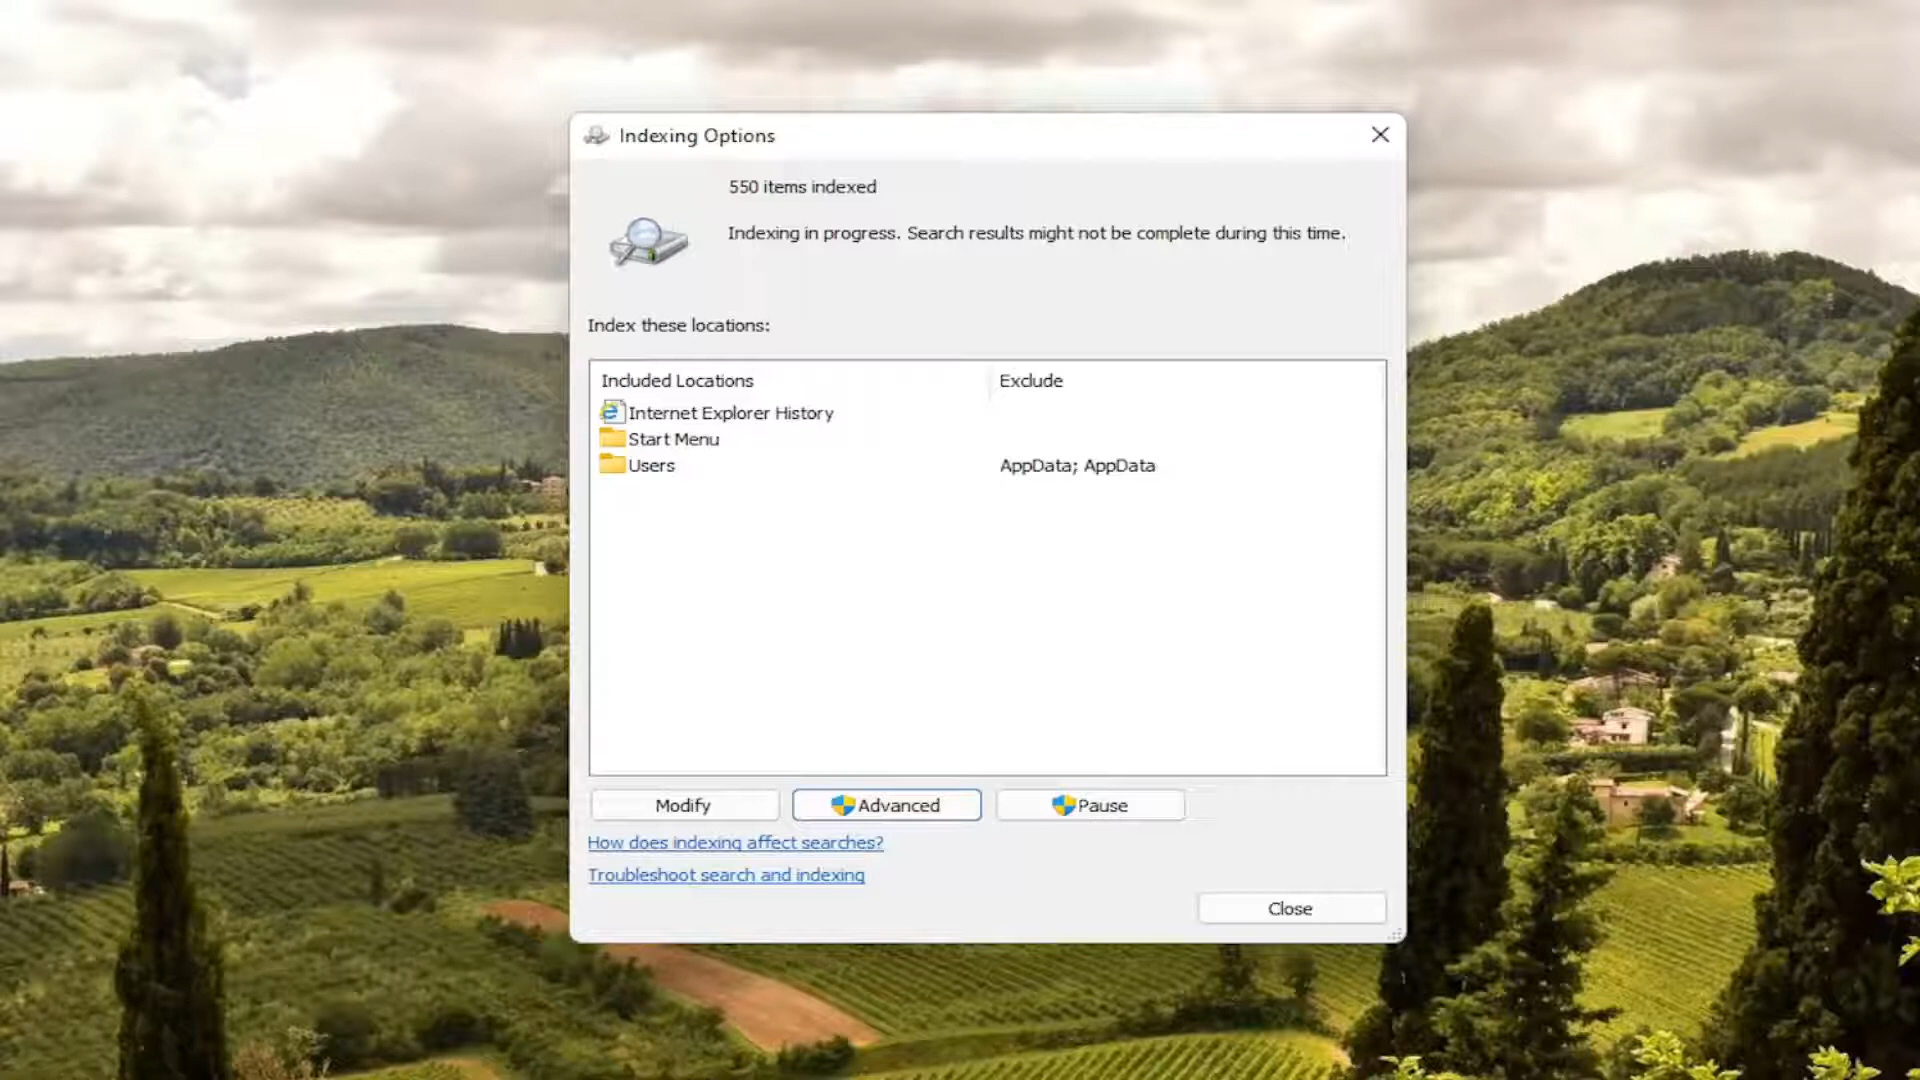 Indexing Options
550 items indexed
Indexing in progress. Search results might not be complete during this time.
Index these locations:
Included Locations Exclude
Internet Explorer History
Start Menu
Users AppData; AppData
Modify Advanced Pause
How does indexing affect searches?
Troubleshoot search and indexing
Close